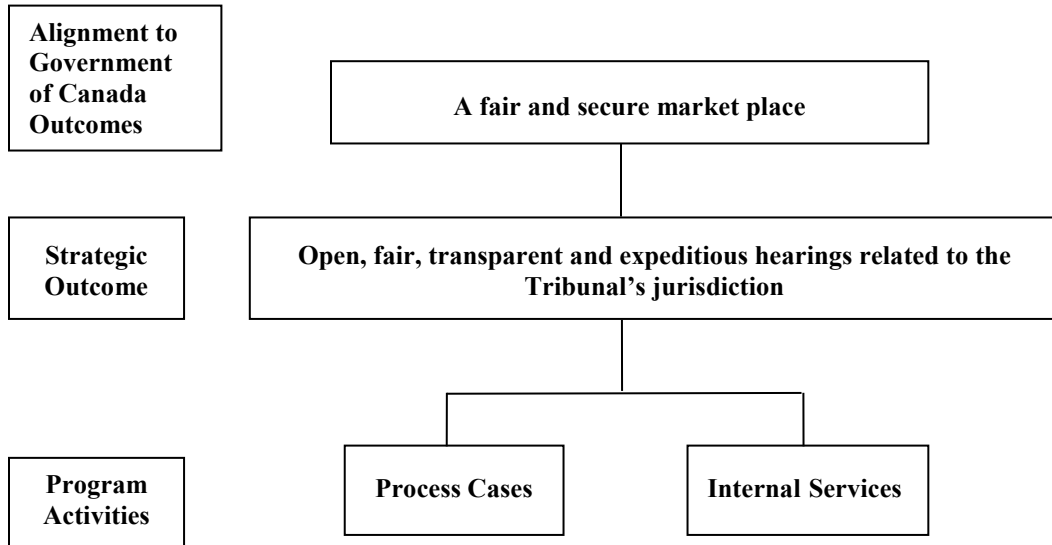 Alignment to
Government
of Canada
Outcomes
A fair and secure market place
Strategic
Outcome
Open, fair, transparent and expeditious hearings related to the
Tribunal’s jurisdiction
Program
Activities
Process Cases
Internal Services